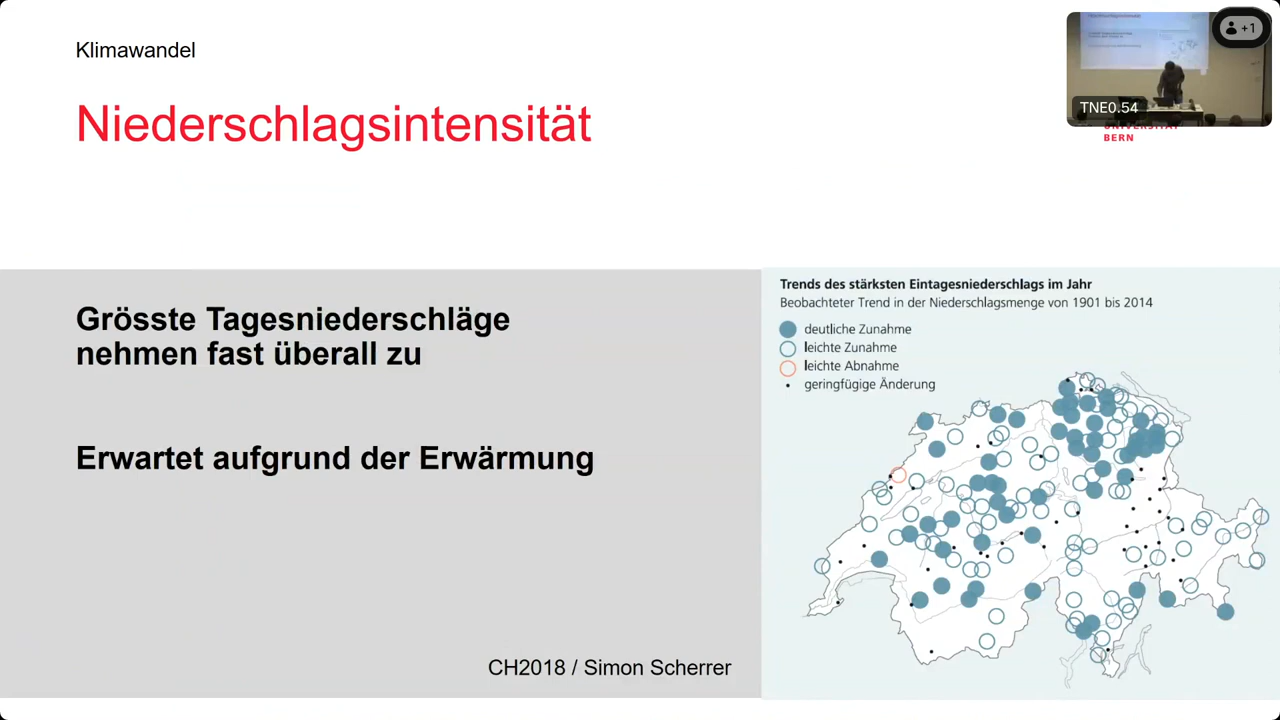 Klimawandel
Niederschlagsintensität
+1
TNE0.54
UNIVERSITÄT
BERN
Grösste Tagesniederschläge
nehmen fast überall zu
Erwartet aufgrund der Erwärmung
CH2018 / Simon Scherrer
Trends des stärksten Eintagesniederschlags im Jahr
Beobachteter Trend in der Niederschlagsmenge von 1901 bis 2014
deutliche Zunahme
leichte Zunahme
leichte Abnahme
geringfügige Änderung